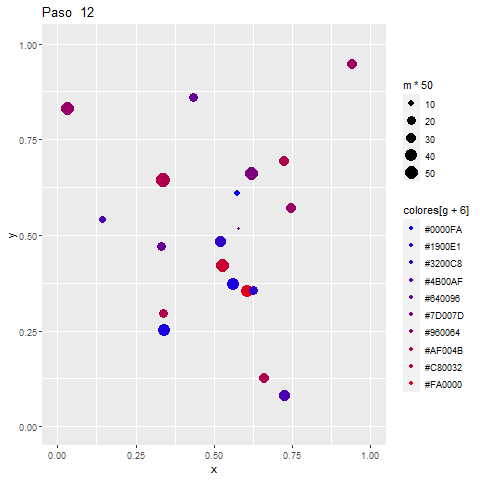 Paso  12
1.00
0.75
0.50
0.25
0.00
y
0.00
0.25
0.50
0.75
1.00
x
m * 50
10
20
30
40
50
colores[g + 6]
#0000FA
#1900E1
#3200C8
#4B00AF
#640096
#7D007D
#960064
#AF004B
#C80032
#FA0000